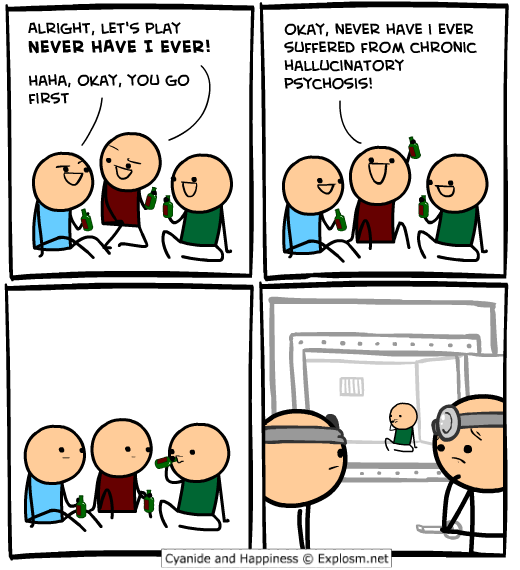 ALRIGHT, LET'S PLAY
NEVER HAVE I EVER!
HAHA, OKAY, YOU GO
FIRST
OKAY, NEVER HAVE I EVER
SUFFERED FROM CHRONIC
HALLUCINATORY
PSYCHOSIS!
Cyanide and Happiness © Explosm.net